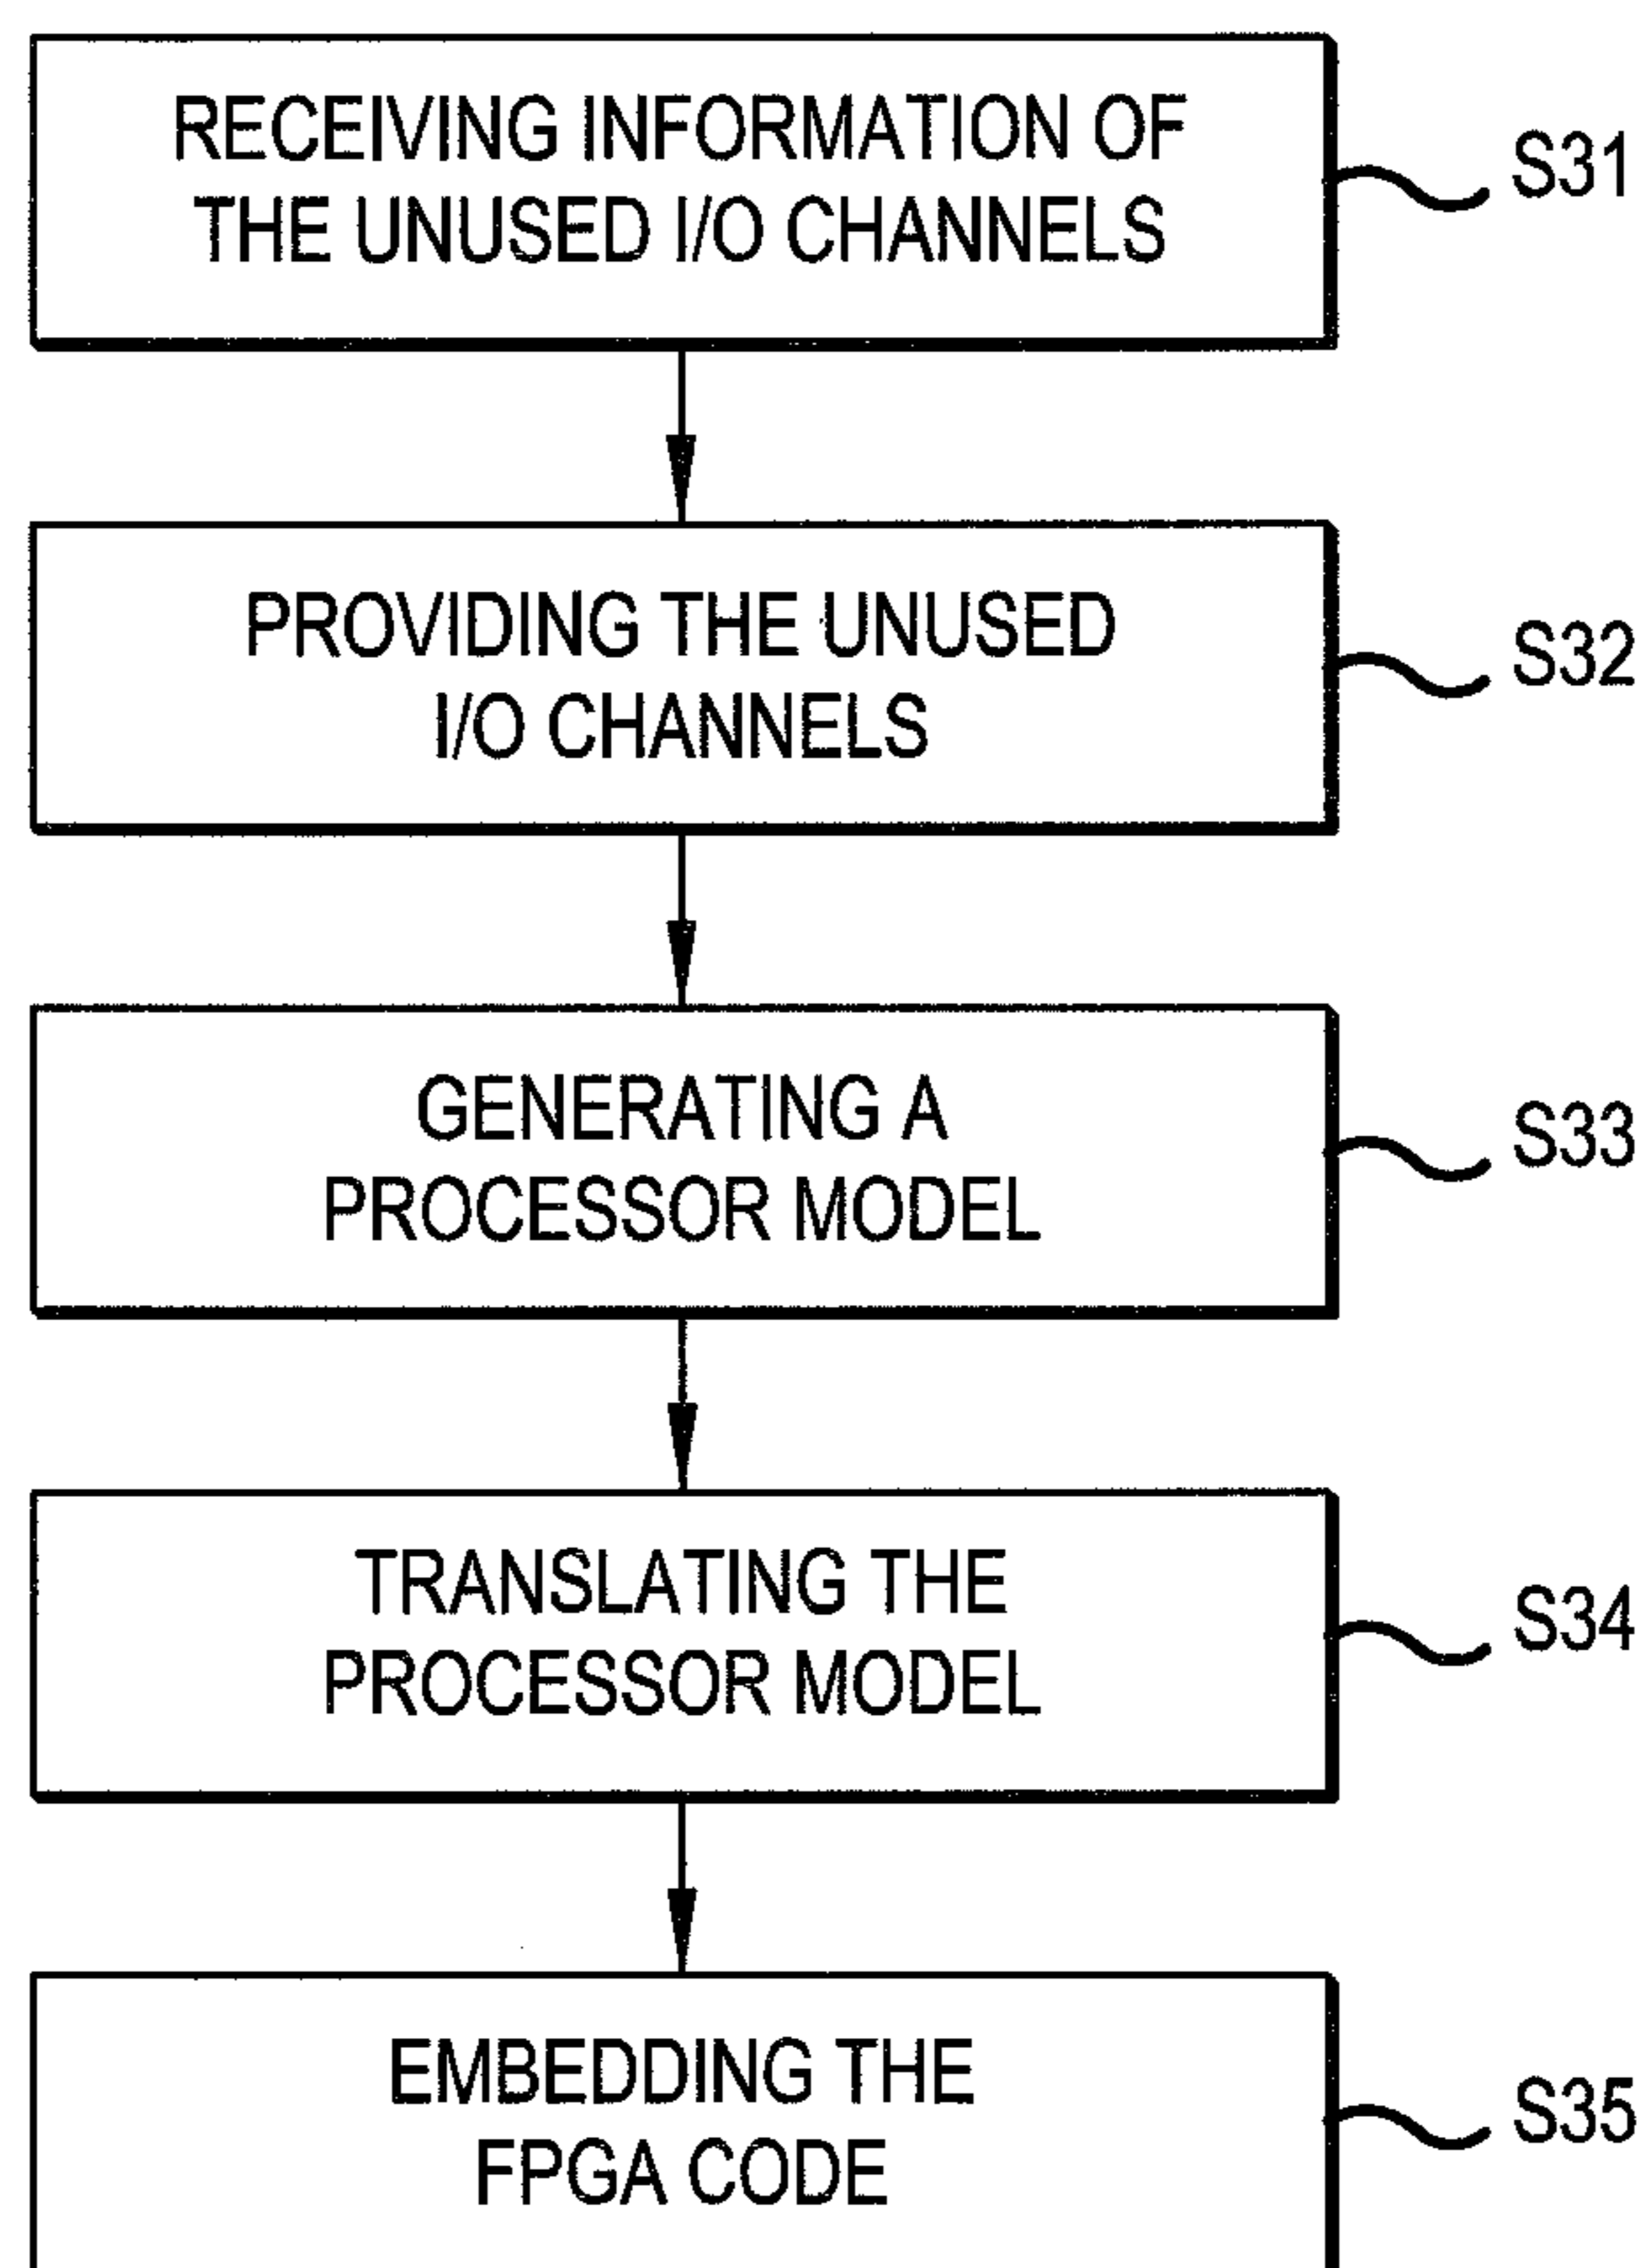 RECEIVING INFORMATION OF
THE UNUSED I/O CHANNELS
S31
PROVIDING THE UNUSED
I/O CHANNELS
S32
GENERATING A
PROCESSOR MODEL
S33
TRANSLATING THE
PROCESSOR MODEL
S34
EMBEDDING THE
FPGA CODE
S35